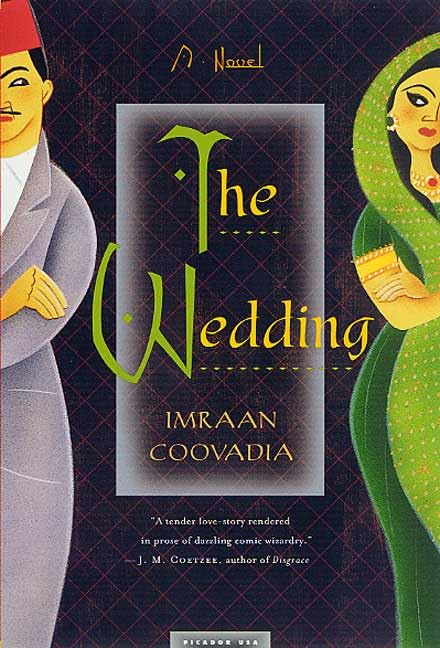 A · Novel
The
Wedding
IMRAAN
COOVADIA
"A tender love-story rendered
in prose of dazzling comic wizardry."
— J. M. COETZEE, author of Disgrace
PICADOR USA